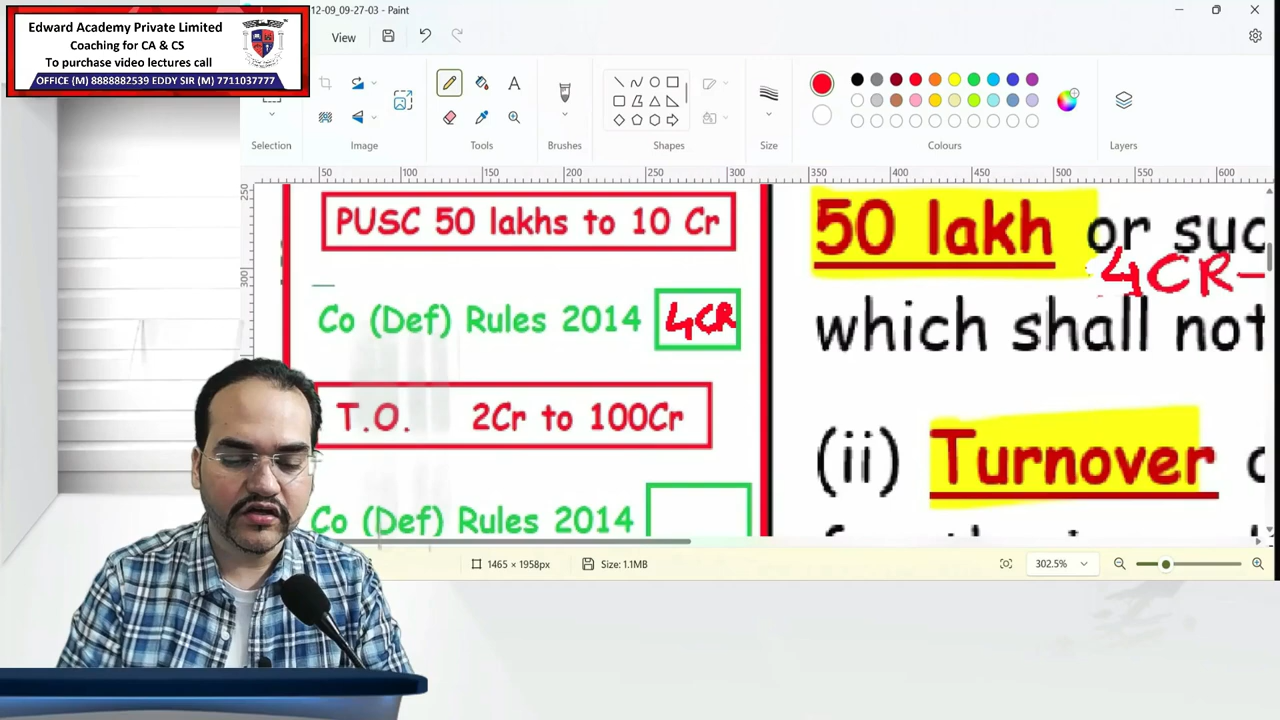 Edward Academy Private Limited
Coaching for CA & CS
To purchase video lectures call
OFFICE (M) 8888882539 EDDY SIR (M) 7711037777
12-09_09-27-03 - Paint
View
Selection
Image
Tools
Brushes
Shapes
Size
Colours
Layers
50 100 150 200 250 300 350 400 450 500 550 600
250
300
PUSC 50 lakhs to 10 Cr
Co (Def) Rules 2014 4CR
T.O. 2Cr to 100Cr
Co (Def) Rules 2014
50 lakh or suc
4CR-
which shall not
(ii) Turnover
1465 × 1958px
Size: 1.1MB
302.5%